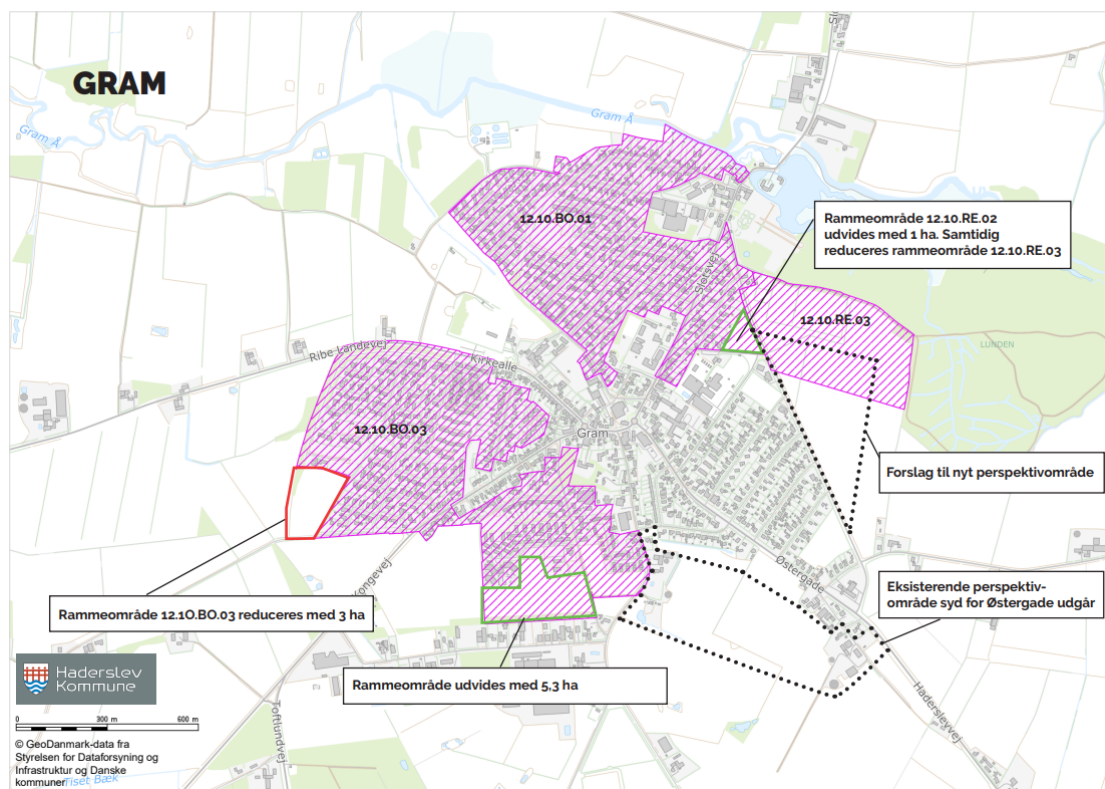 GRAM
Gram Å
Gram Å
Slotsvej
12.10.BO.01
Rammeområde 12.10.RE.02
udvides med 1 ha. Samtidig
reduceres rammeområde 12.10.RE.03
12.10.RE.03
LUNDEN
Ribe Landevej
Kirkealle
12.10.BO.03
Gram
Forslag til nyt perspektivområde
Østergade
Kongevej
Eksisterende perspektiv-
område syd for Østergade udgår
Rammeområde 12.1O.BO.03 reduceres med 3 ha
Rammeområde udvides med 5,3 ha
Haderslev
Kommune
Haderslevvej
Toftlundvej
0 300 m 600 m
© GeoDanmark-data fra
Styrelsen for Dataforsyning og
Infrastruktur og Danske
kommuner
Tiset Bæk